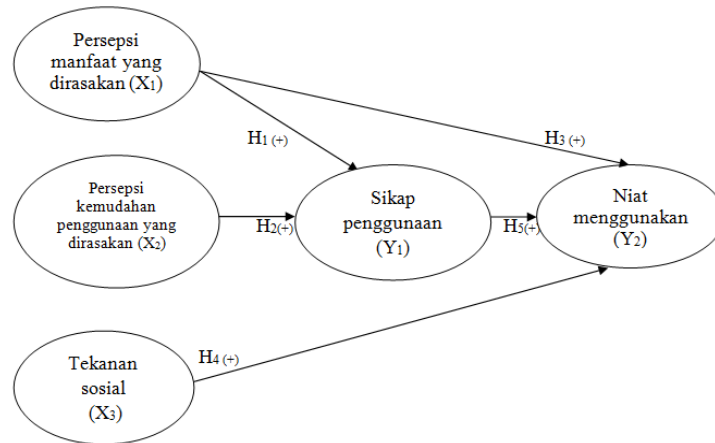 Persepsi
manfaat yang
dirasakan (X₁)
H₁ (+)
H₃ (+)
Persepsi
kemudahan
penggunaan yang
dirasakan (X₂)
H₂(+)
Sikap
penggunaan
(Y₁)
H₅(+)
Niat
menggunakan
(Y₂)
H₄ (+)
Tekanan
sosial
(X₃)